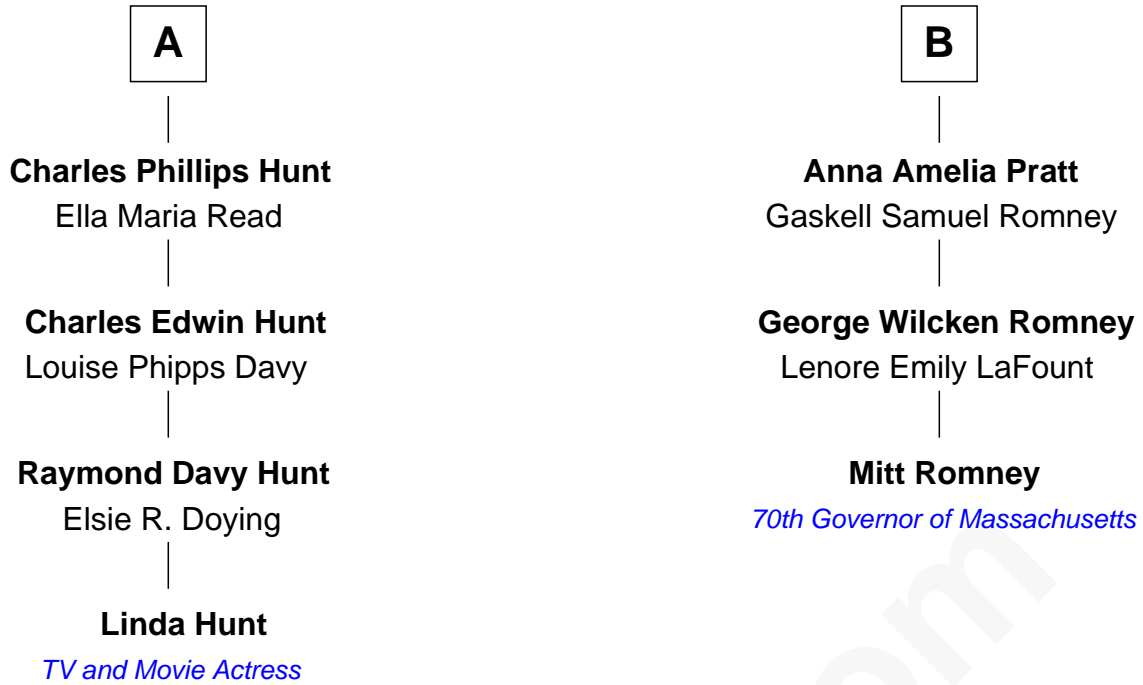 A
Charles Phillips Hunt
Ella Maria Read
Charles Edwin Hunt
Louise Phipps Davy
Raymond Davy Hunt
Elsie R. Doying
Linda Hunt
TV and Movie Actress
B
Anna Amelia Pratt
Gaskell Samuel Romney
George Wilcken Romney
Lenore Emily LaFount
Mitt Romney
70th Governor of Massachusetts
om